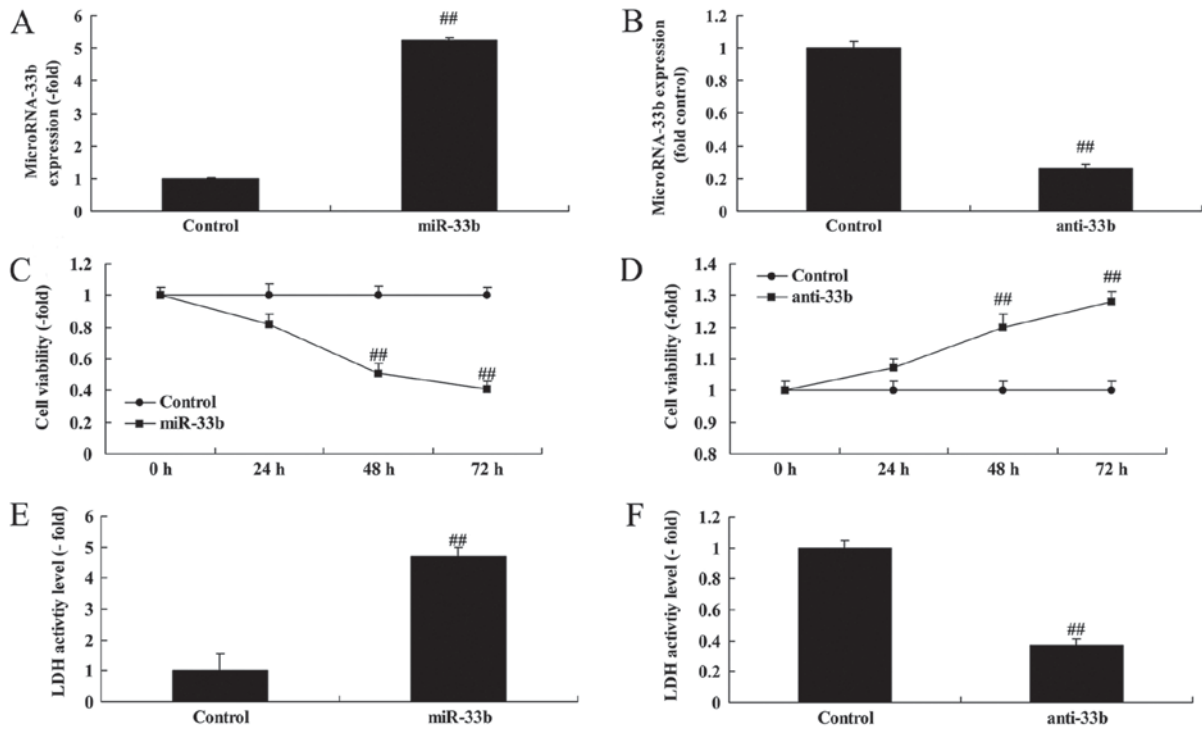 A
MicroRNA-33b
expression (-fold)
7
6
5
4
3
2
1
0
##
Control
miR-33b
B
MicroRNA-33b expression
(fold control)
1.2
1
0.8
0.6
0.4
0.2
0
##
Control
anti-33b
C
Cell viability (-fold)
1.2
1
0.8
0.6
0.4
0.2
0
##
##
Control
miR-33b
0 h
24 h
48 h
72 h
D
Cell viability (-fold)
1.4
1.3
1.2
1.1
1
0.9
0.8
Control
anti-33b
##
##
0 h
24 h
48 h
72 h
E
LDH activtiy level (- fold)
6
5
4
3
2
1
0
##
Control
miR-33b
F
LDH activtiy level (- fold)
1.2
1
0.8
0.6
0.4
0.2
0
##
Control
anti-33b